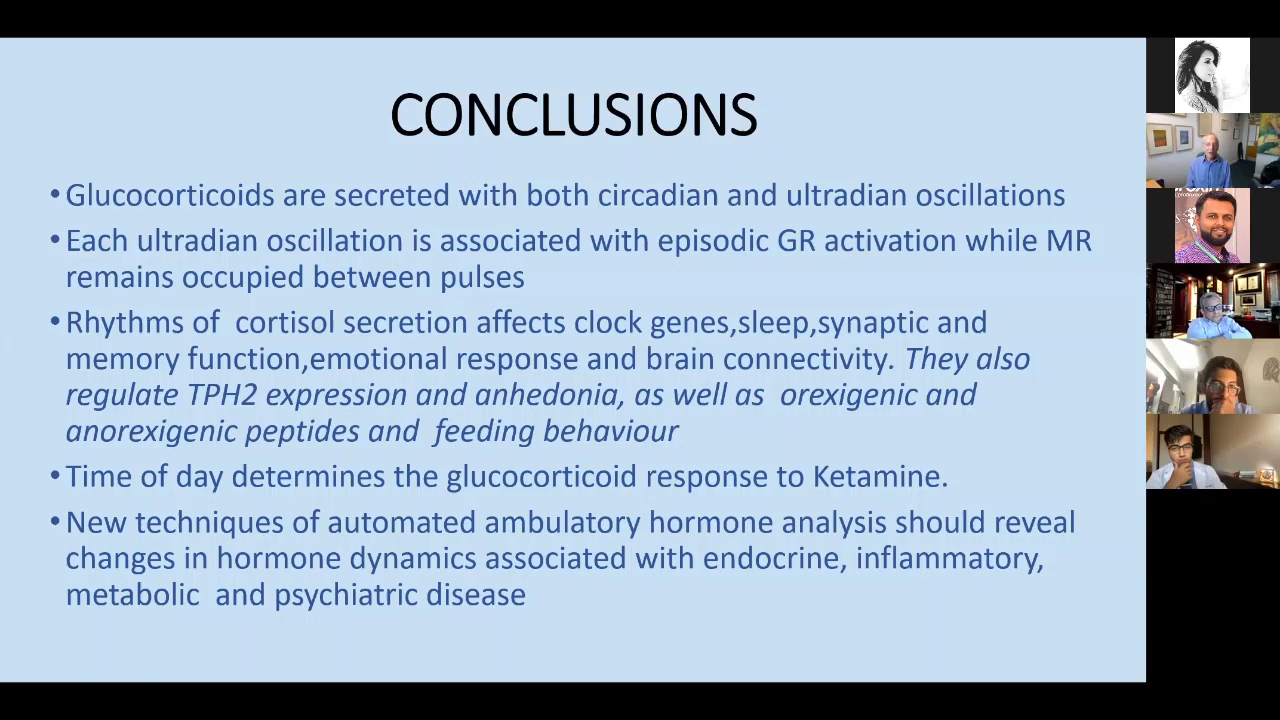 CONCLUSIONS
• Glucocorticoids are secreted with both circadian and ultradian oscillations
• Each ultradian oscillation is associated with episodic GR activation while MR
remains occupied between pulses
• Rhythms of  cortisol secretion affects clock genes,sleep,synaptic and
memory function,emotional response and brain connectivity. They also
regulate TPH2 expression and anhedonia, as well as  orexigenic and
anorexigenic peptides and  feeding behaviour
• Time of day determines the glucocorticoid response to Ketamine.
• New techniques of automated ambulatory hormone analysis should reveal
changes in hormone dynamics associated with endocrine, inflammatory,
metabolic  and psychiatric disease